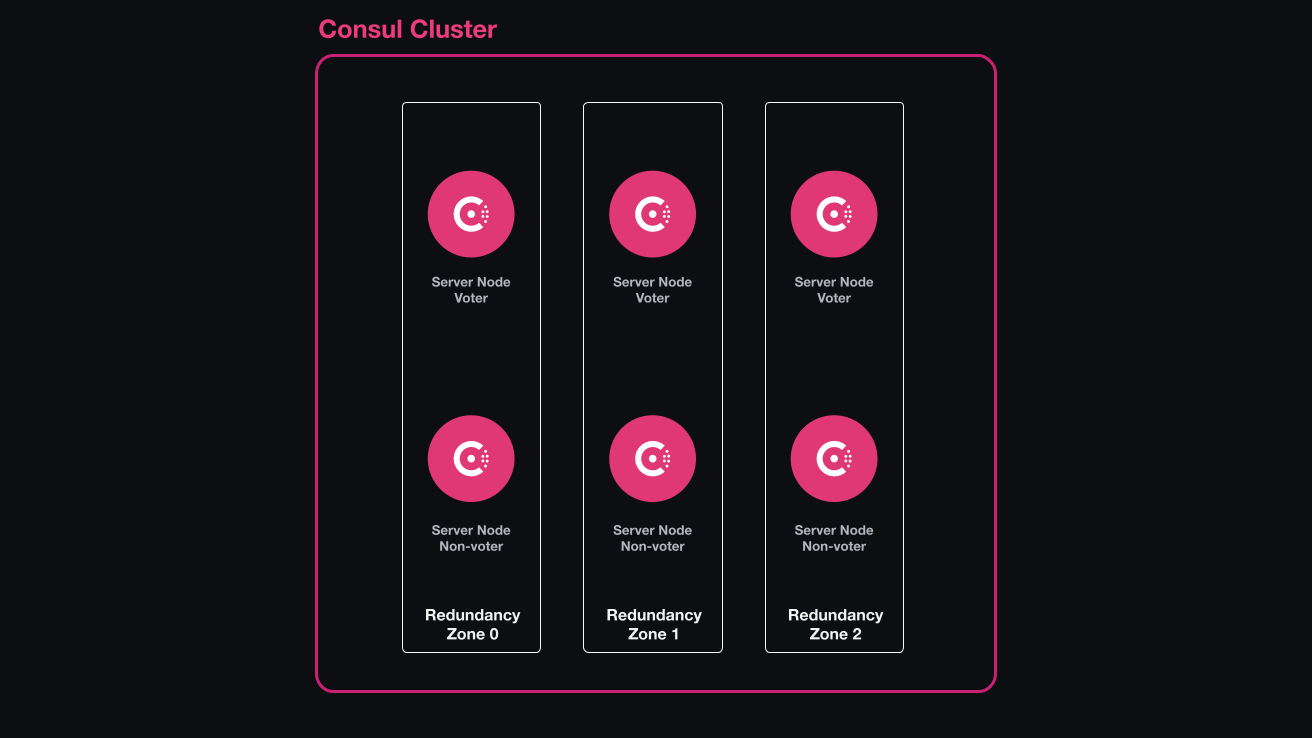 Consul Cluster
Server Node
Voter
Server Node
Non-voter
Redundancy
Zone 0
Server Node
Voter
Server Node
Non-voter
Redundancy
Zone 1
Server Node
Voter
Server Node
Non-voter
Redundancy
Zone 2